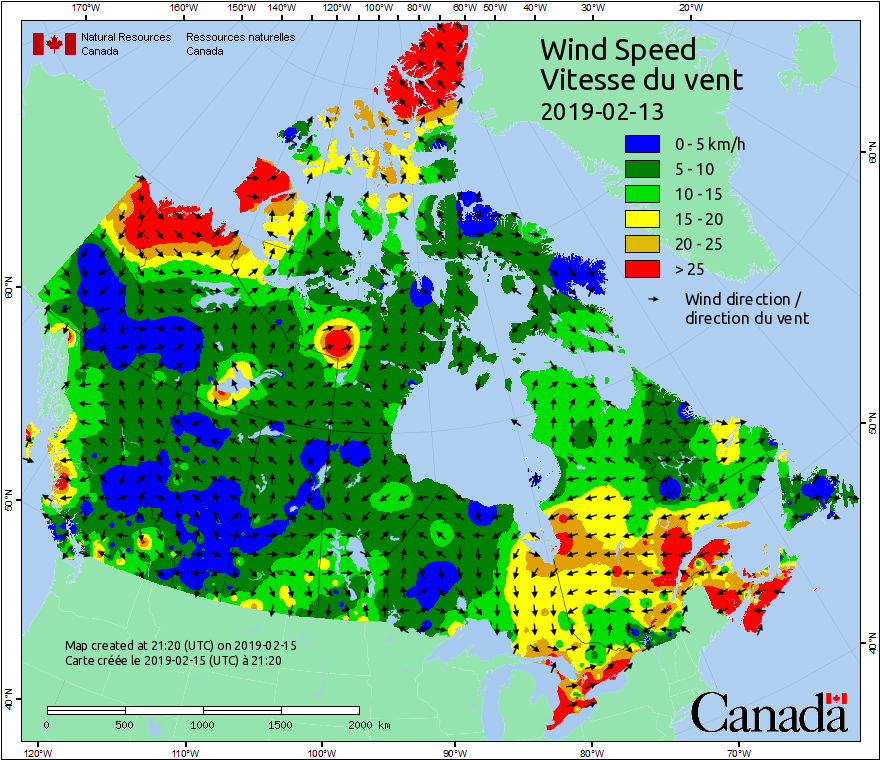 170°W 160°W 150°W 140°W 130°W 120°W 110°W 100°W 90°W 80°W 70°W 60°W 50°W 40°W 30°W 20°W
Natural Resources Canada
Ressources naturelles Canada
Wind Speed
Vitesse du vent
2019-02-13
0 - 5 km/h
5 - 10
10 - 15
15 - 20
20 - 25
> 25
Wind direction /
direction du vent
60°N
60°N
50°N
50°N
40°N
40°N
Map created at 21:20 (UTC) on 2019-02-15
Carte créée le 2019-02-15 (UTC) à 21:20
0 500 1000 1500 2000 km
Canada
120°W 110°W 100°W 90°W 80°W 70°W